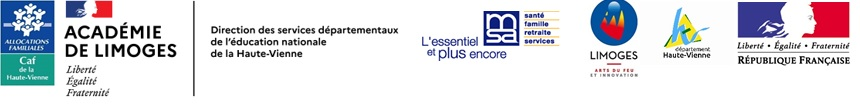 ALLOCATIONS
FAMILIALES
Caf
de la
Haute-Vienne
ACADÉMIE
DE LIMOGES
Liberté
Égalité
Fraternité
Direction des services départementaux
de l'éducation nationale
de la Haute-Vienne
L'essentiel
et plus encore
msa
santé
famille
retraite
services
LIMOGES
ARTS DU FEU
ET INNOVATION
département
Haute-Vienne
Liberté • Égalité • Fraternité
RÉPUBLIQUE FRANÇAISE